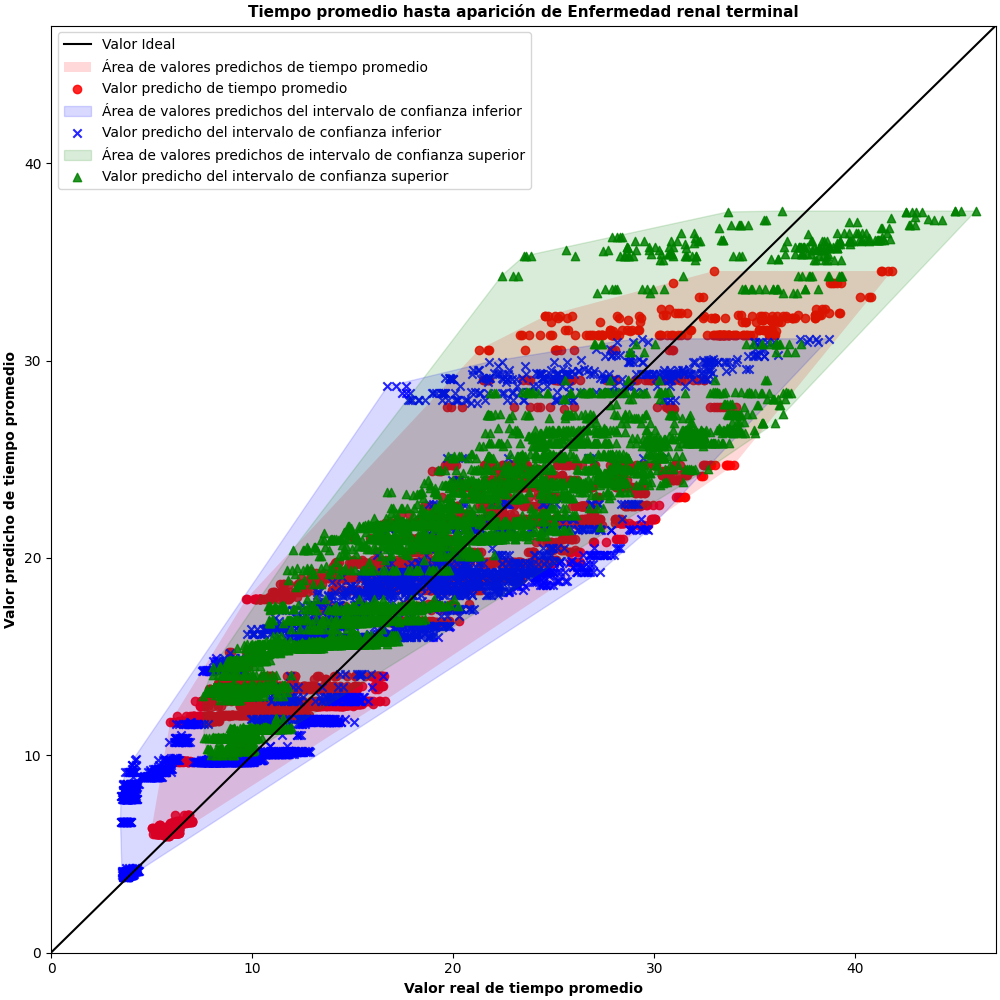 Tiempo promedio hasta aparición de Enfermedad renal terminal
Valor Ideal
Área de valores predichos de tiempo promedio
Valor predicho de tiempo promedio
Área de valores predichos del intervalo de confianza inferior
Valor predicho del intervalo de confianza inferior
Área de valores predichos de intervalo de confianza superior
Valor predicho del intervalo de confianza superior
Valor predicho de tiempo promedio
40
30
20
10
0
0 10 20 30 40
Valor real de tiempo promedio